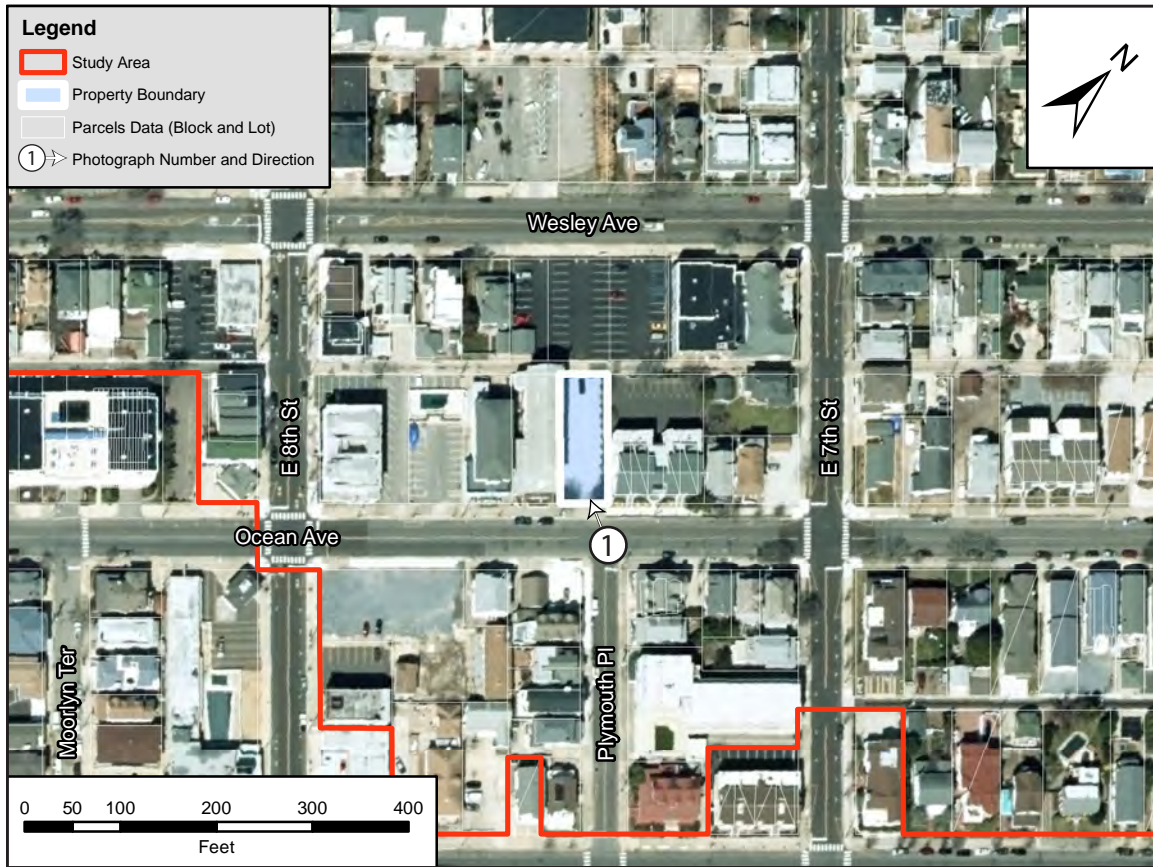 Legend
Study Area
Property Boundary
Parcels Data (Block and Lot)
1 Photograph Number and Direction
N
Wesley Ave
E 8th St
E 7th St
Ocean Ave
1
Moorlyn Ter
Plymouth Pl
0 50 100 200 300 400
Feet